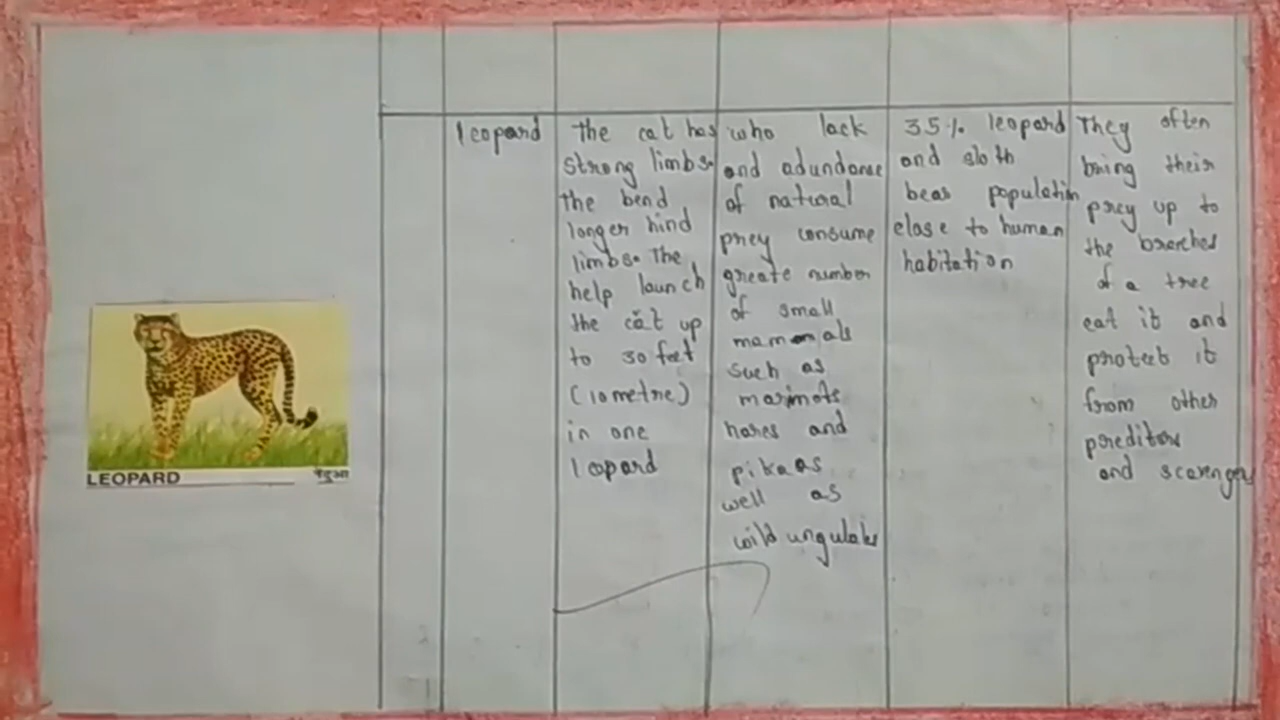 leopard
The cat has
strong limbs.
The bend
longer hind
limbs. The
help launch
the cat up
to 30 feet
(10 metre)
in one
leopard
who lack
and adundance
of natural
prey consume
greate number
of small
mammals
such as
marmots
hares and
pikaas
well as
wild ungulates
35% leopard
and sloth
bear population
close to human
habitation
They often
bring their
prey up to
the branches
of a tree
eat it and
protect it
from other
preditors
and scavengers
LEOPARD
तेंदुआ